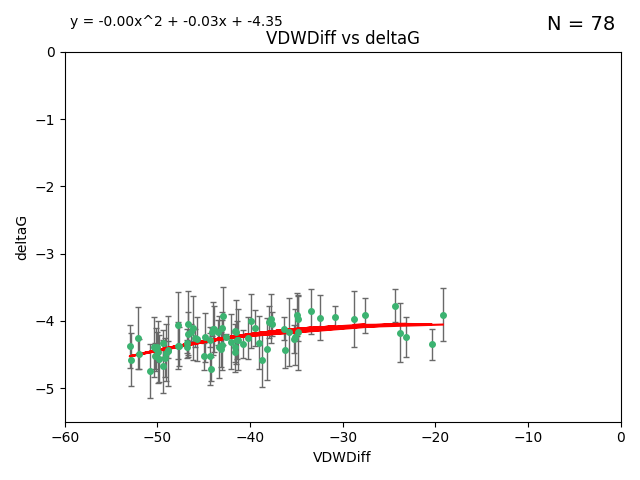 y = -0.00x^2 + -0.03x + -4.35
N = 78
VDWDiff vs deltaG
0
−1
−2
−3
−4
−5
deltaG
−60
−50
−40
−30
−20
−10
0
VDWDiff